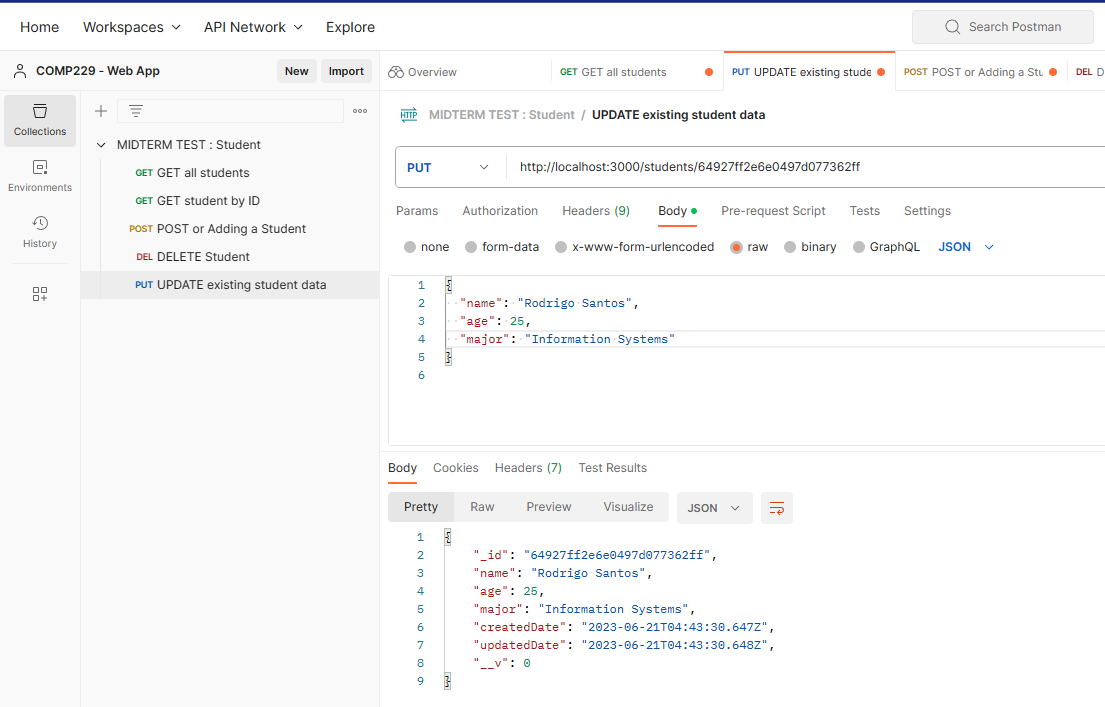 Home Workspaces API Network Explore Search Postman
COMP229 - Web App New Import Overview GET GET all students PUT UPDATE existing stude POST POST or Adding a Stu DEL D
Collections
Environments
History
MIDTERM TEST : Student
GET GET all students
GET GET student by ID
POST POST or Adding a Student
DEL DELETE Student
PUT UPDATE existing student data
HTTP MIDTERM TEST : Student / UPDATE existing student data
PUT http://localhost:3000/students/64927ff2e6e0497d077362ff
Params Authorization Headers (9) Body Pre-request Script Tests Settings
none form-data x-www-form-urlencoded raw binary GraphQL JSON
1 {
2 "name": "Rodrigo Santos",
3 "age": 25,
4 "major": "Information Systems"
5 }
6
Body Cookies Headers (7) Test Results
Pretty Raw Preview Visualize JSON
1 {
2 "_id": "64927ff2e6e0497d077362ff",
3 "name": "Rodrigo Santos",
4 "age": 25,
5 "major": "Information Systems",
6 "createdDate": "2023-06-21T04:43:30.647Z",
7 "updatedDate": "2023-06-21T04:43:30.648Z",
8 "__v": 0
9 }